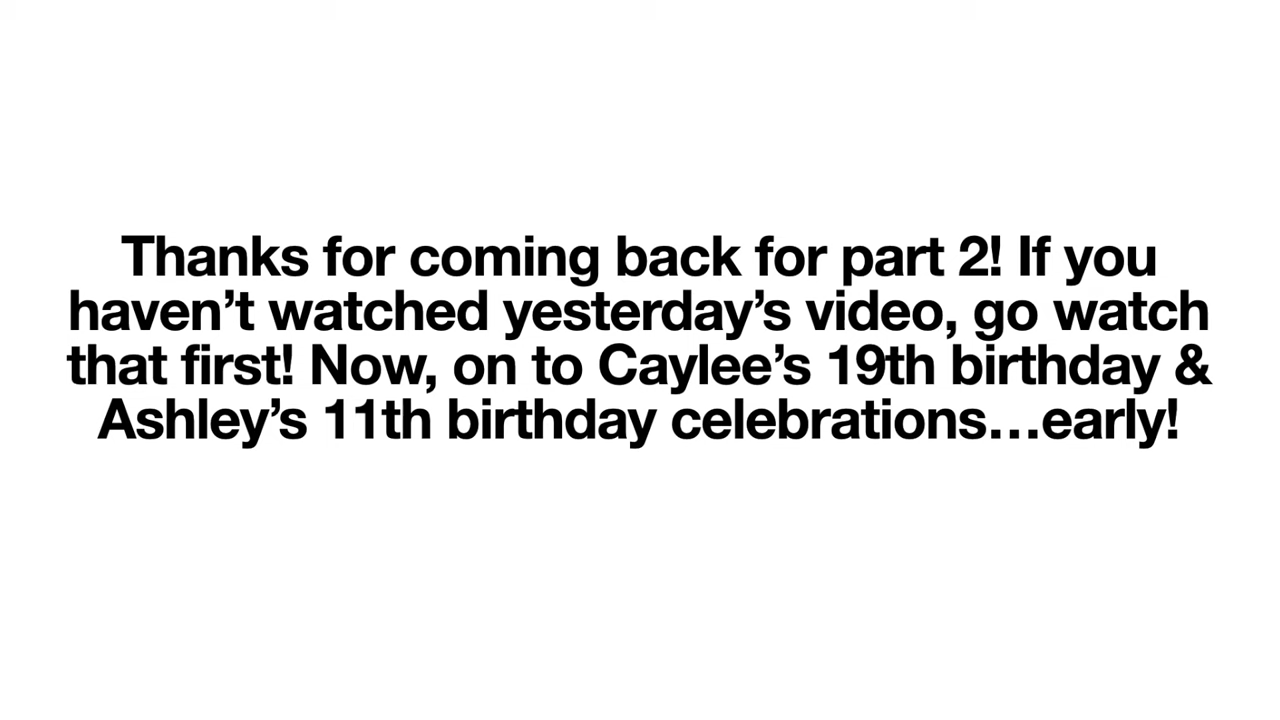 Thanks for coming back for part 2! If you
haven’t watched yesterday’s video, go watch
that first! Now, on to Caylee’s 19th birthday &
Ashley’s 11th birthday celebrations…early!